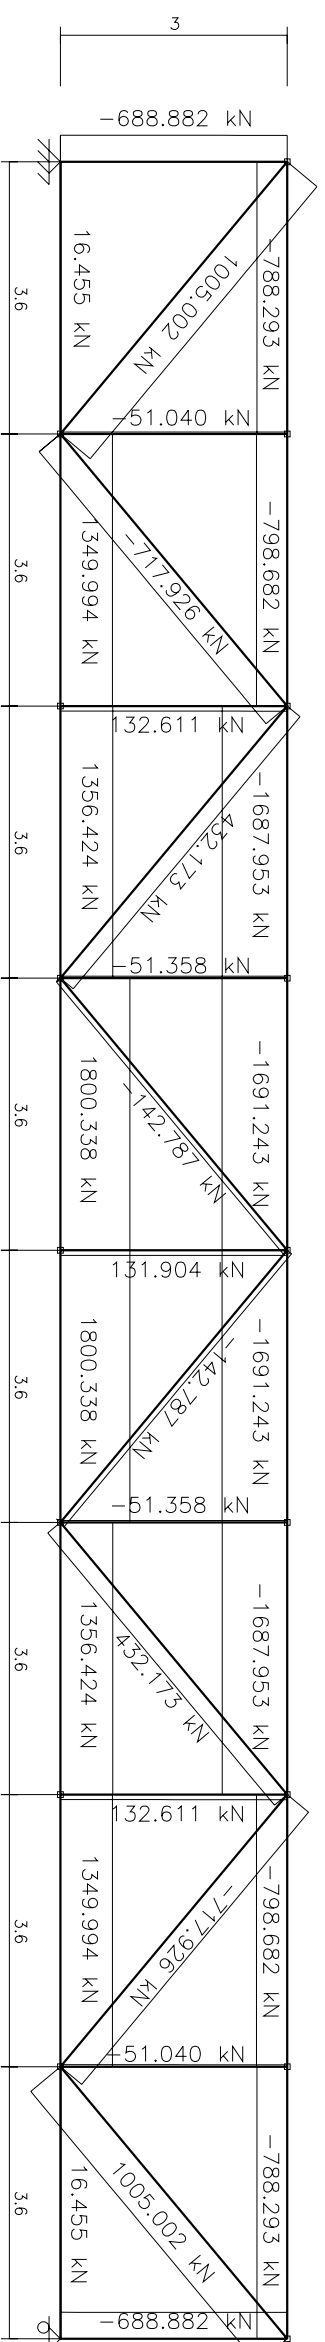 3
-688.882 kN
3.6
16.455 kN
1005.002 kN
-788.293 kN
-51.040 kN
3.6
1349.994 kN
-717.926 kN
-798.682 kN
132.611 kN
3.6
1356.424 kN
432.173 kN
-1687.953 kN
-51.358 kN
3.6
1800.338 kN
-142.787 kN
-1691.243 kN
131.904 kN
3.6
1800.338 kN
-142.787 kN
-1691.243 kN
-51.358 kN
3.6
1356.424 kN
432.173 kN
-1687.953 kN
132.611 kN
3.6
1349.994 kN
-717.926 kN
-798.682 kN
-51.040 kN
3.6
16.455 kN
1005.002 kN
-788.293 kN
-688.882 kN